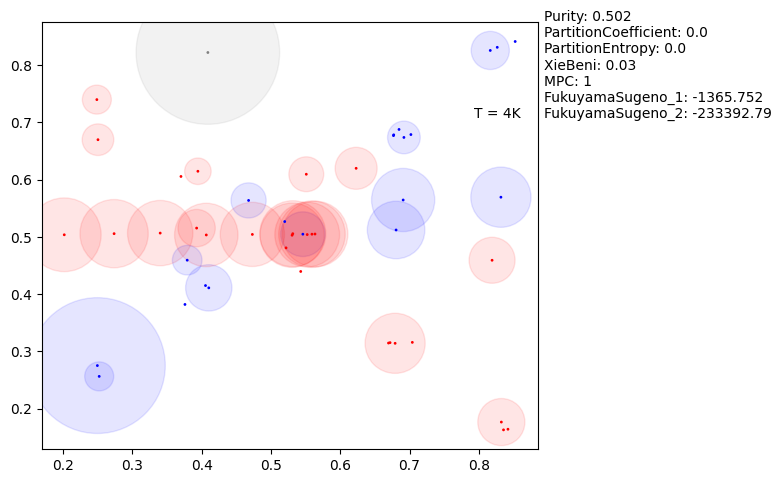 Purity: 0.502
PartitionCoefficient: 0.0
PartitionEntropy: 0.0
XieBeni: 0.03
MPC: 1
FukuyamaSugeno_1: -1365.752
FukuyamaSugeno_2: -233392.79
T = 4K
0.8
0.7
0.6
0.5
0.4
0.3
0.2
0.2 0.3 0.4 0.5 0.6 0.7 0.8